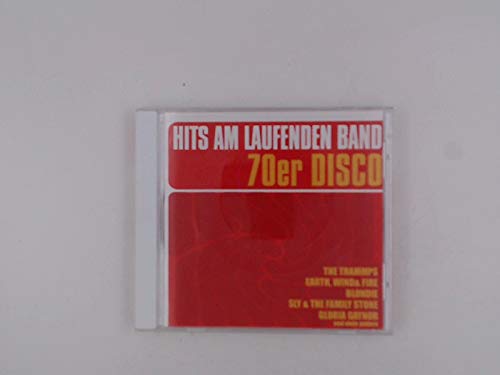 HITS AM LAUFENDEN BAND
70er DISCO
THE TRAMMPS
EARTH, WIND & FIRE
BLONDIE
SLY & THE FAMILY STONE
GLORIA GAYNOR